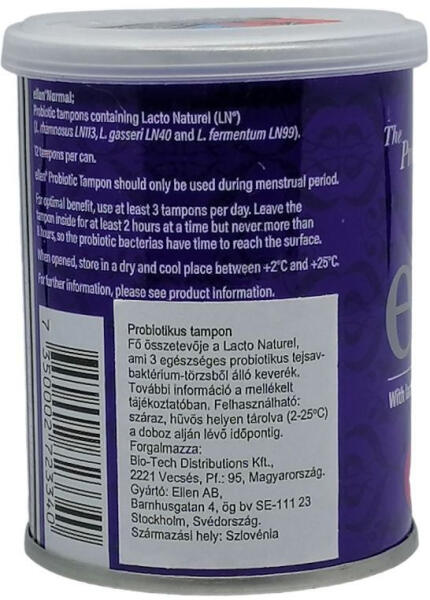 ellen® Normal;
Probiotic tampons containing Lacto Naturel (LN®)
(L. rhamnosus LN113, L. gasseri LN40 and L. fermentum LN99).
12 tampons per can.
ellen® Probiotic Tampon should only be used during menstrual period.
For optimal benefit, use at least 3 tampons per day. Leave the
tampon inside for at least 2 hours at a time but never more than
hours, so the probiotic bacterias have time to reach the surface.
When opened, store in a dry and cool place between +2°C and +25°C.
For further information, please see product information.
The
With
Probiotikus tampon
Fő összetevője a Lacto Naturel,
ami 3 egészséges probiotikus tejsav-
baktérium-törzsből álló keverék.
További információ a mellékelt
tájékoztatóban. Felhasználható:
száraz, hűvös helyen tárolva (2-25ºC)
a doboz alján lévő időpontig.
Forgalmazza:
Bio-Tech Distributions Kft.,
2221 Vecsés, Pf.: 95, Magyarország.
Gyártó: Ellen AB,
Barnhusgatan 4, ög bv SE-111 23
Stockholm, Svédország.
Származási hely: Szlovénia
7 350002 723340